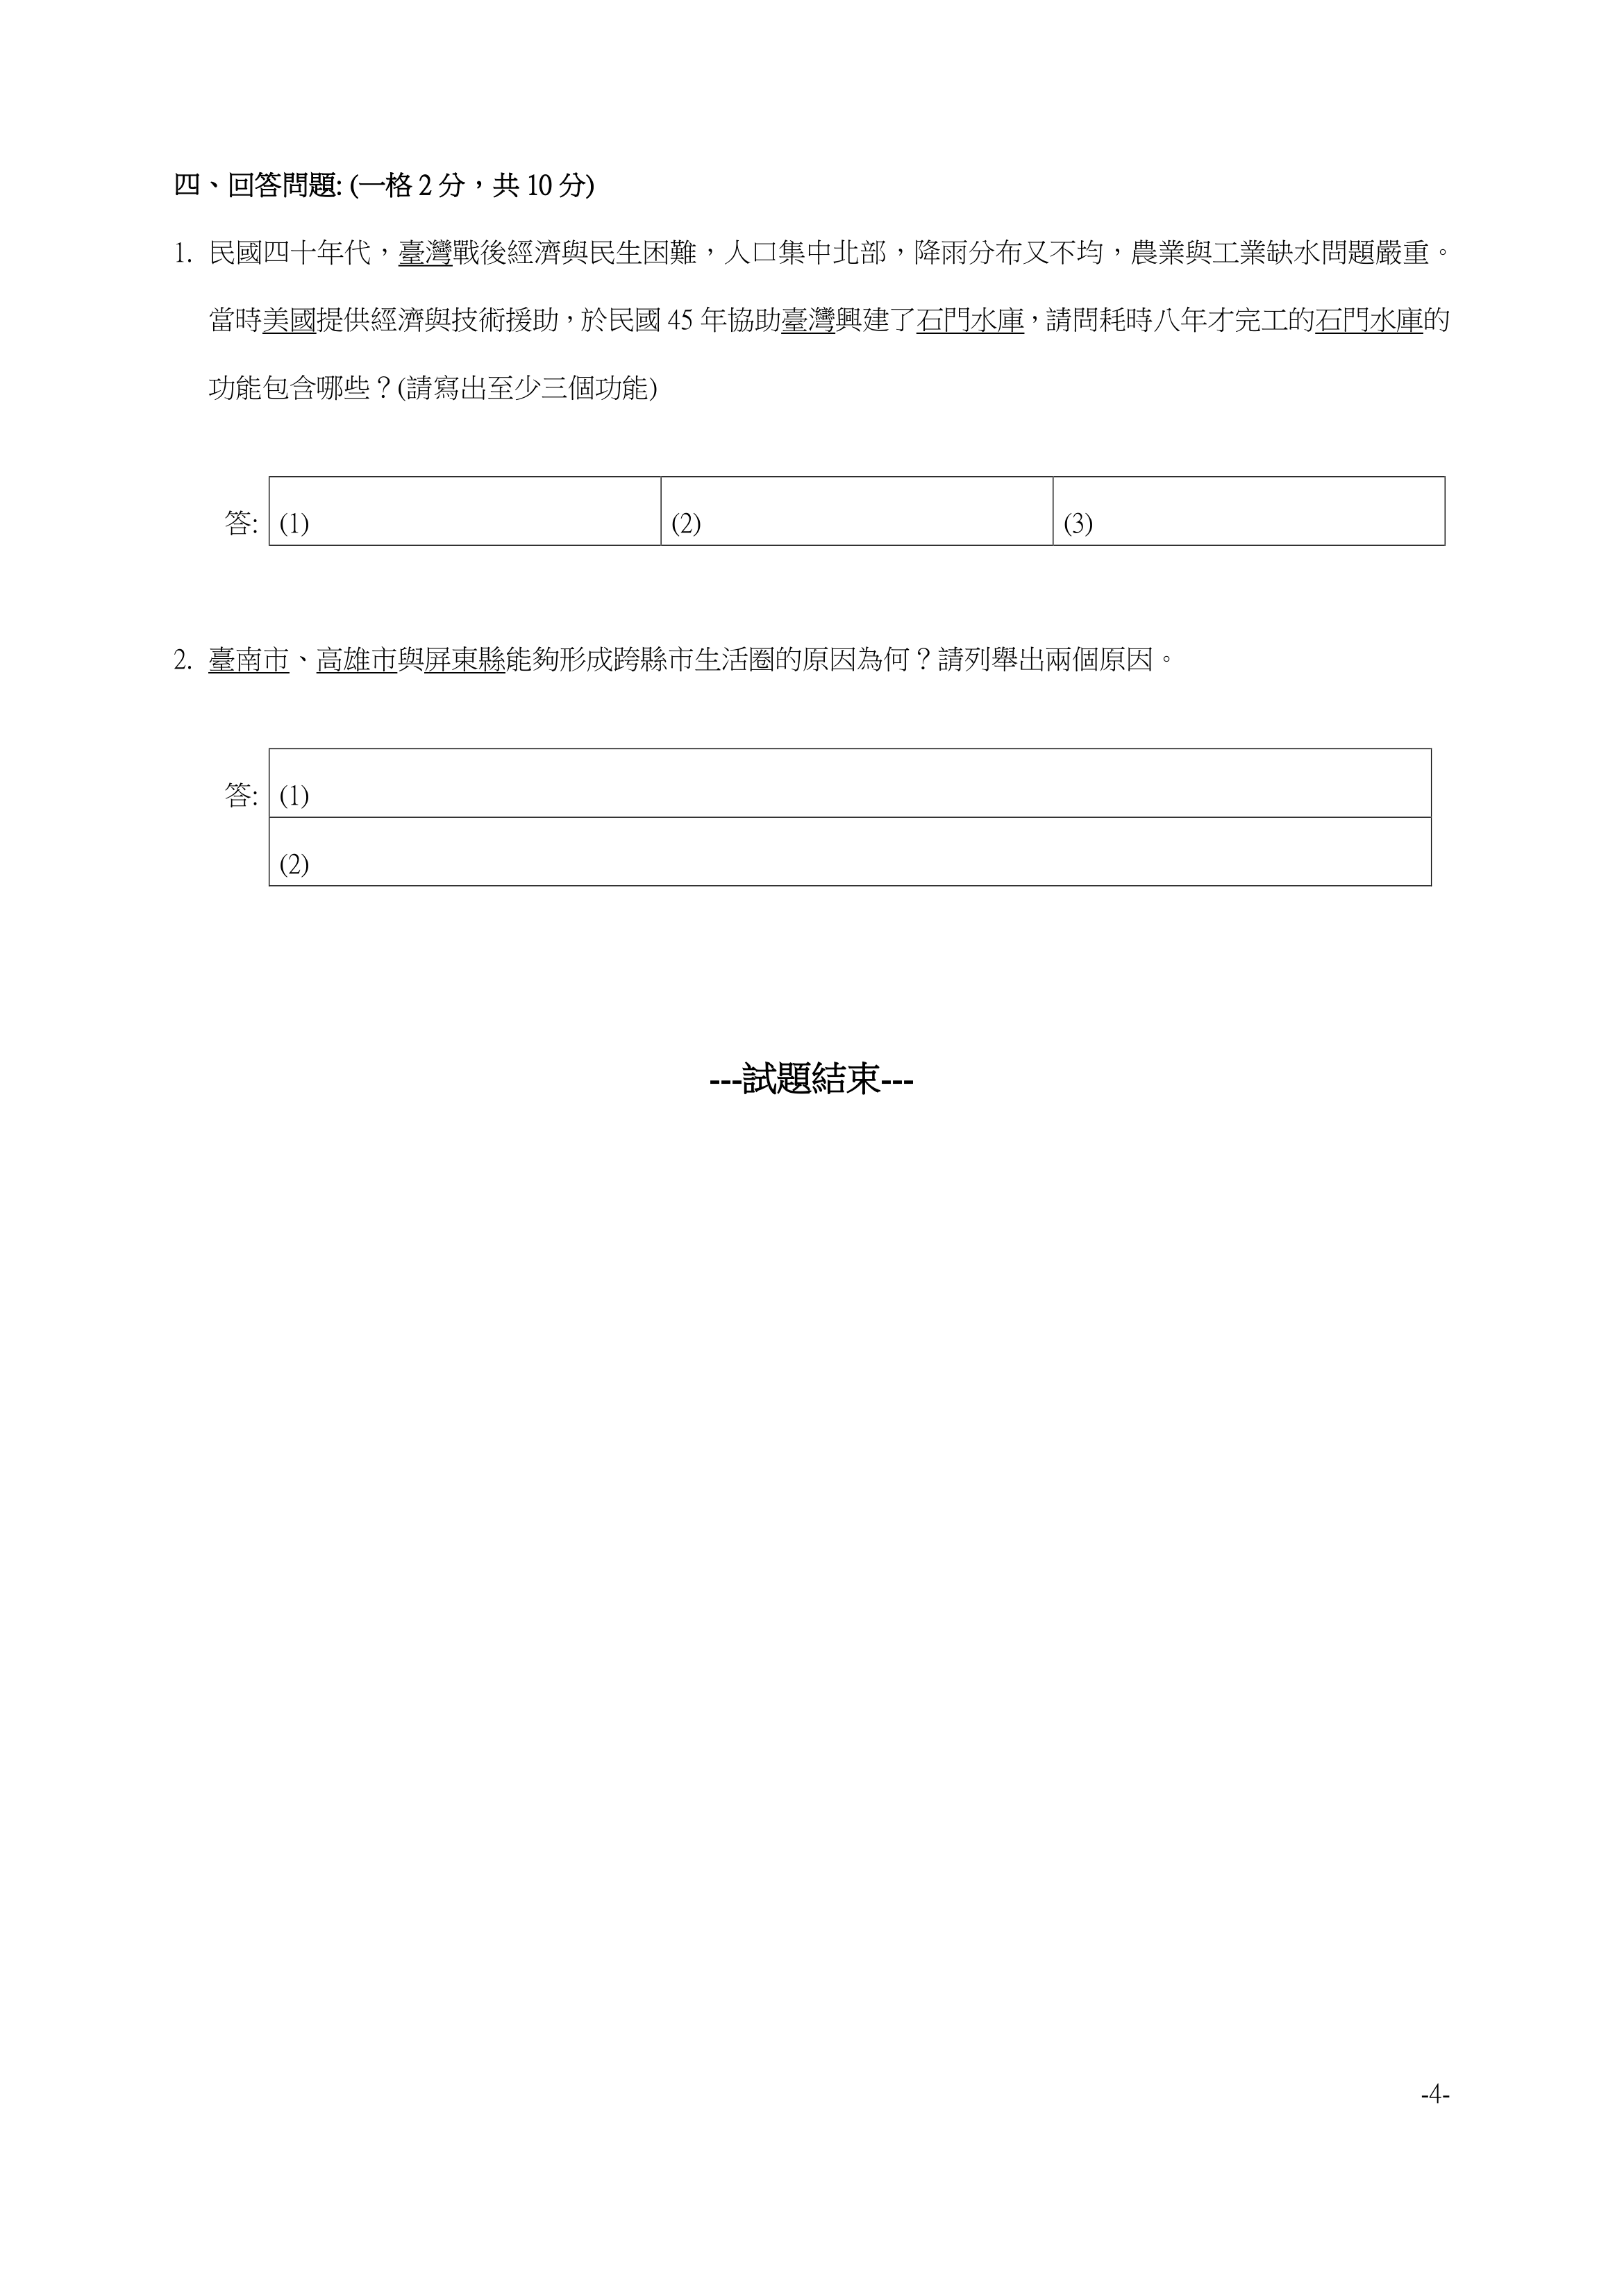 四、回答問題: (一格 2 分，共 10 分)
1. 民國四十年代，臺灣戰後經濟與民生困難，人口集中北部，降雨分布又不均，農業與工業缺水問題嚴重。
當時美國提供經濟與技術援助，於民國 45 年協助臺灣興建了石門水庫，請問耗時八年才完工的石門水庫的
功能包含哪些？(請寫出至少三個功能)
答: (1) (2) (3)
2. 臺南市、高雄市與屏東縣能夠形成跨縣市生活圈的原因為何？請列舉出兩個原因。
答: (1)
(2)
---試題結束---
-4-